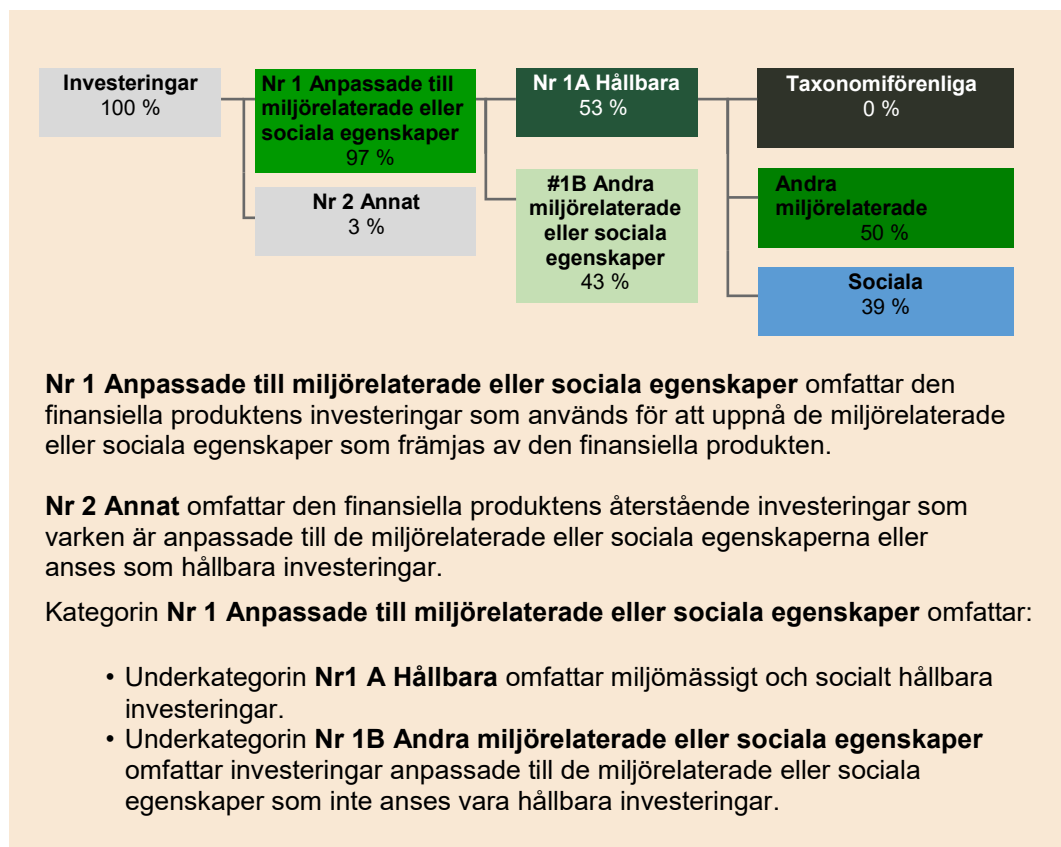 Investeringar
100 %
Nr 1 Anpassade till
miljörelaterade eller
sociala egenskaper
97 %
Nr 2 Annat
3 %
Nr 1A Hållbara
53 %
#1B Andra
miljörelaterade
eller sociala
egenskaper
43 %
Taxonomiförenliga
0 %
Andra
miljörelaterade
50 %
Sociala
39 %
Nr 1 Anpassade till miljörelaterade eller sociala egenskaper omfattar den
finansiella produktens investeringar som används för att uppnå de miljörelaterade
eller sociala egenskaper som främjas av den finansiella produkten.
Nr 2 Annat omfattar den finansiella produktens återstående investeringar som
varken är anpassade till de miljörelaterade eller sociala egenskaperna eller
anses som hållbara investeringar.
Kategorin Nr 1 Anpassade till miljörelaterade eller sociala egenskaper omfattar:
• Underkategorin Nr1 A Hållbara omfattar miljömässigt och socialt hållbara
investeringar.
• Underkategorin Nr 1B Andra miljörelaterade eller sociala egenskaper
omfattar investeringar anpassade till de miljörelaterade eller sociala
egenskaper som inte anses vara hållbara investeringar.